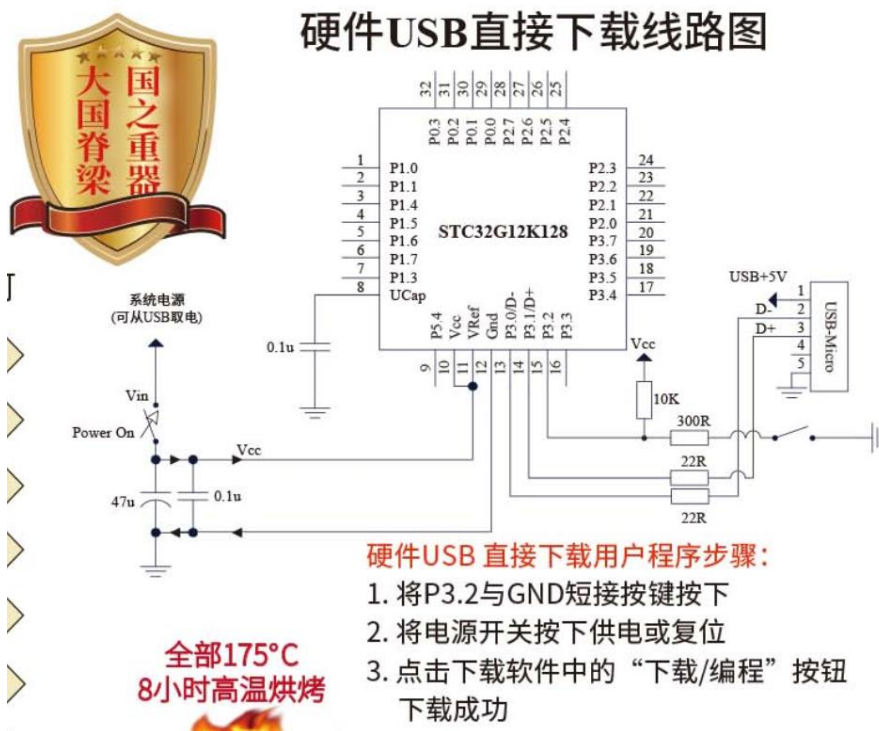 硬件USB直接下载线路图
大国脊梁
国之重器
32
31
30
29
28
27
26
25
P0.3
P0.2
P0.1
P0.0
P2.7
P2.6
P2.5
P2.4
1 P1.0
2 P1.1
3 P1.4
4 P1.5
5 P1.6
6 P1.7
7 P1.3
8 UCap
STC32G12K128
P2.3 24
P2.2 23
P2.1 22
P2.0 21
P3.7 20
P3.6 19
P3.5 18
P3.4 17
P5.4
Vcc
VRef
Gnd
P3.0/D-
P3.1/D+
P3.2
P3.3
9
10
11
12
13
14
15
16
系统电源
(可从USB取电)
0.1u
Vin
Power On
Vcc
47u
0.1u
Vcc
10K
300R
22R
22R
USB+5V
D-
D+
1
2
3
4
5
USB-Micro
硬件USB 直接下载用户程序步骤：
1. 将P3.2与GND短接按键按下
2. 将电源开关按下供电或复位
3. 点击下载软件中的“下载/编程”按钮
下载成功
全部175°C
8小时高温烘烤